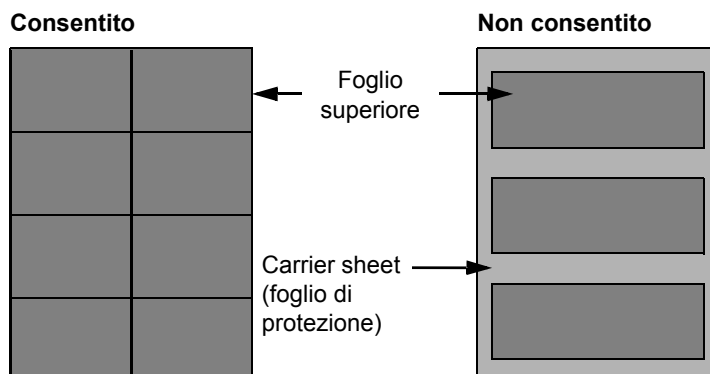 Consentito
Non consentito
Foglio
superiore
Carrier sheet
(foglio di
protezione)